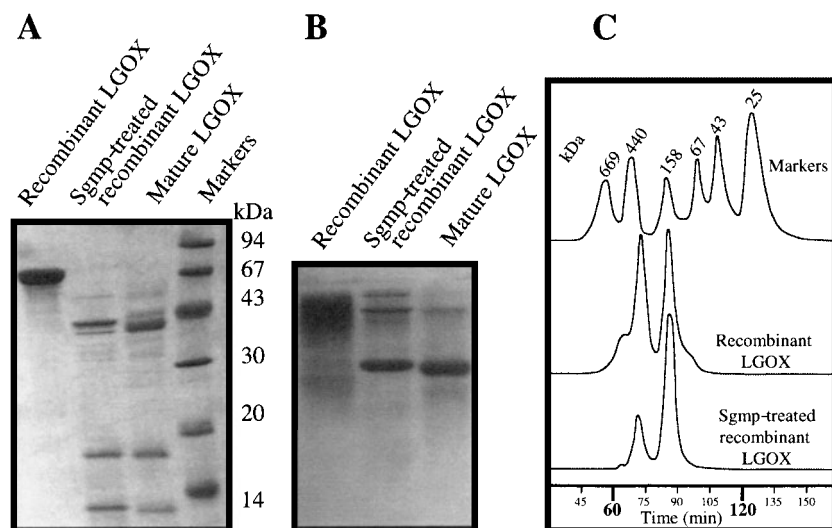 A
Recombinant LGOX
Sgmp-treated
recombinant LGOX
Mature LGOX
Markers
kDa
94
67
43
30
20
14
B
Recombinant LGOX
Sgmp-treated
recombinant LGOX
Mature LGOX
C
kDa
669
440
158
67
43
25
Markers
Recombinant
LGOX
Sgmp-treated
recombinant
LGOX
45 60 75 90 105 120 135 150
Time (min)